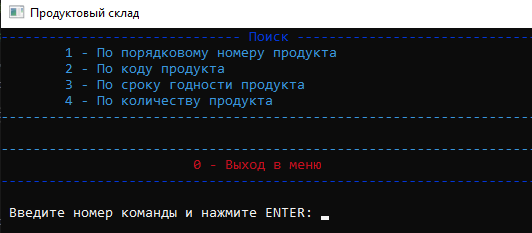 Продуктовый склад
Поиск
1 - По порядковому номеру продукта
2 - По коду продукта
3 - По сроку годности продукта
4 - По количеству продукта
0 - Выход в меню
Введите номер команды и нажмите ENTER: